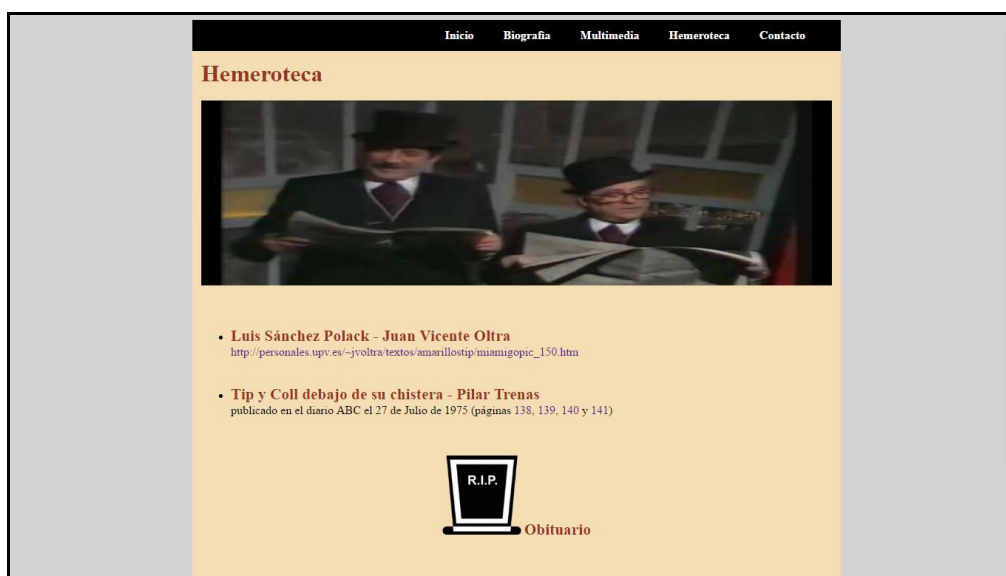 Inicio Biografia Multimedia Hemeroteca Contacto
Hemeroteca
Luis Sánchez Polack - Juan Vicente Oltra
http://personales.upv.es/~jvoltra/textos/amarillostip/miamigopic_150.htm
Tip y Coll debajo de su chistera - Pilar Trenas
publicado en el diario ABC el 27 de Julio de 1975 (páginas 138, 139, 140 y 141)
R.I.P.
Obituario